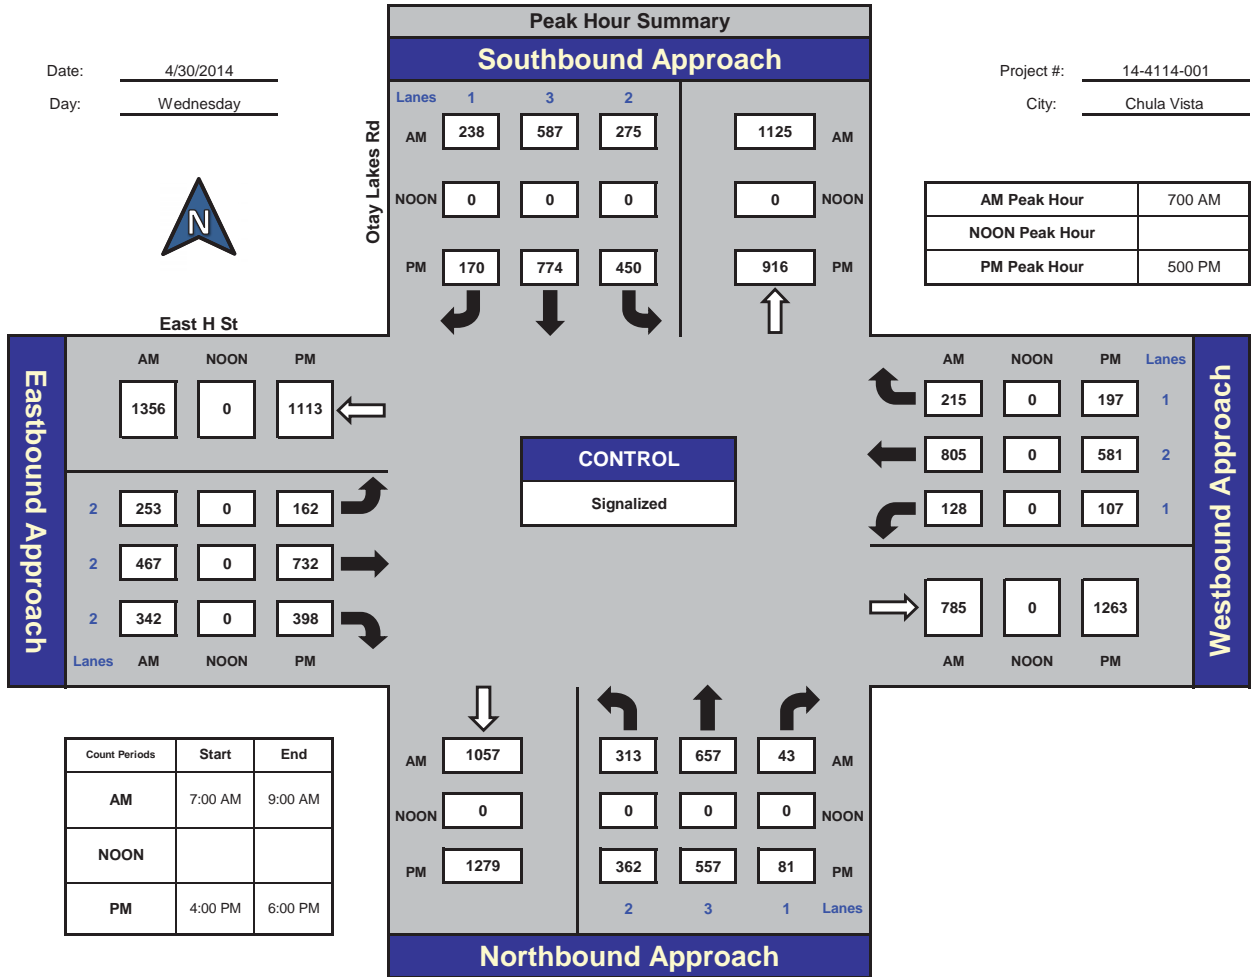 Peak Hour Summary
Southbound Approach
Date: 4/30/2014
Day: Wednesday
Project #: 14-4114-001
City: Chula Vista
N
Otay Lakes Rd
Lanes 1 3 2
AM 238 587 275 1125 AM
NOON 0 0 0 0 NOON
PM 170 774 450 916 PM
AM Peak Hour 700 AM
NOON Peak Hour
PM Peak Hour 500 PM
East H St
Eastbound Approach
AM NOON PM
1356 0 1113
2 253 0 162
2 467 0 732
2 342 0 398
Lanes AM NOON PM
CONTROL
Signalized
AM NOON PM Lanes
215 0 197 1
805 0 581 2
128 0 107 1
785 0 1263
AM NOON PM
Westbound Approach
Count Periods Start End
AM 7:00 AM 9:00 AM
NOON
PM 4:00 PM 6:00 PM
AM 1057 313 657 43 AM
NOON 0 0 0 0 NOON
PM 1279 362 557 81 PM
2 3 1 Lanes
Northbound Approach